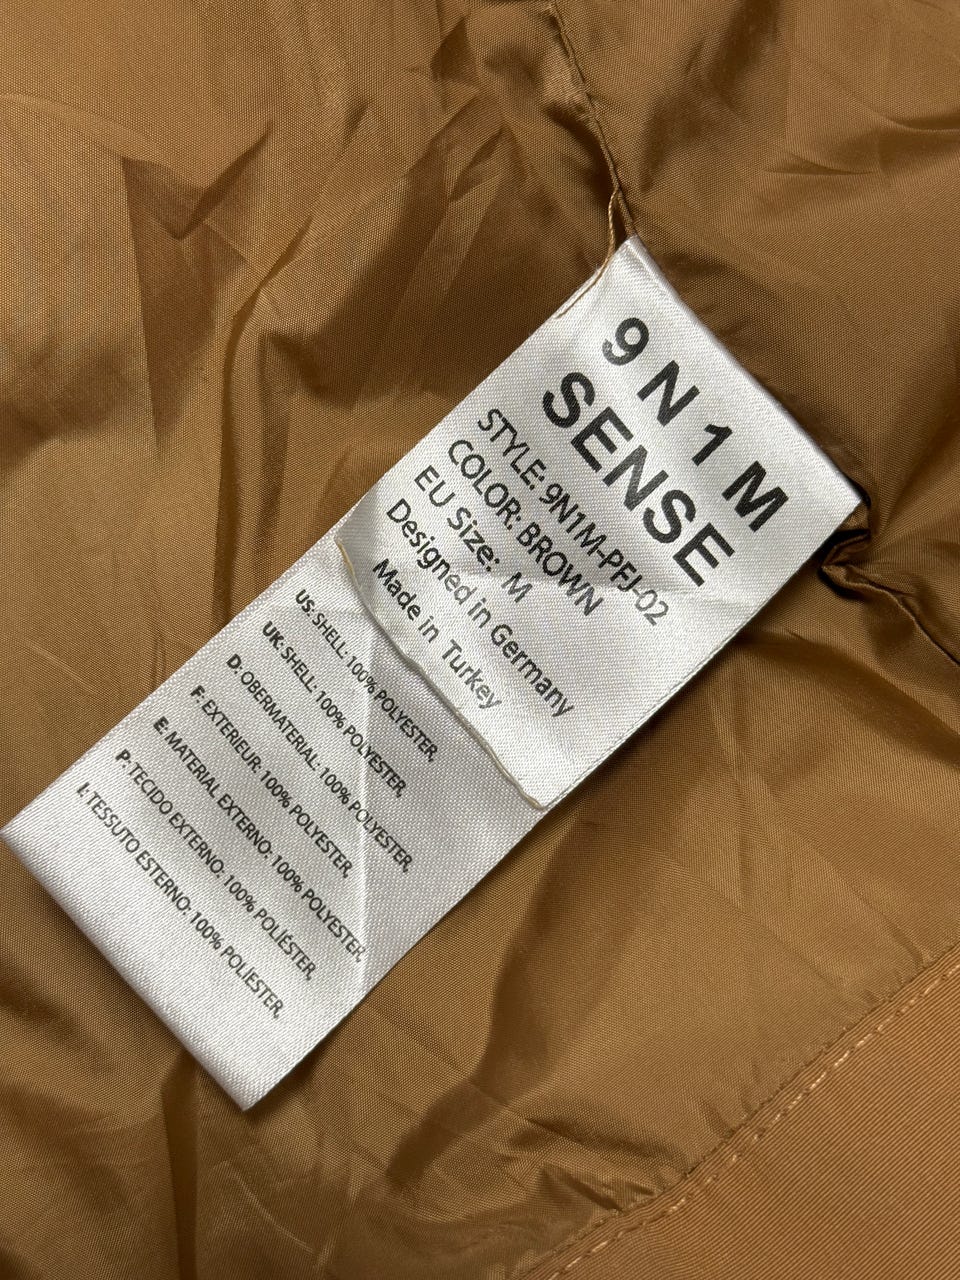 9N1M
SENSE
STYLE: 9N1M-PFJ-02
COLOR: BROWN
EU Size: M
Designed in Germany
Made in Turkey
US: SHELL: 100% POLYESTER,
UK: SHELL: 100% POLYESTER,
D: OBERMATERIAL: 100% POLYESTER,
F: EXTERIEUR: 100% POLYESTER,
E: MATERIAL EXTERNO: 100% POLYESTER,
P: TECIDO EXTERNO: 100% POLIÉSTER,
I: TESSUTO ESTERNO: 100% POLIESTER,